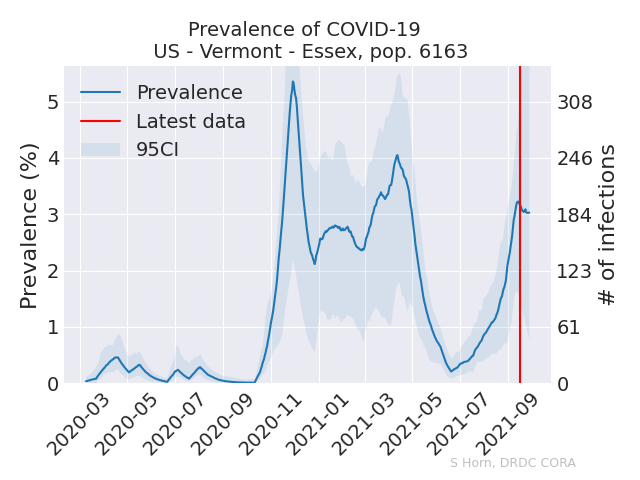 Prevalence of COVID-19
US - Vermont - Essex, pop. 6163
Prevalence
Latest data
95CI
Prevalence (%)
5
4
3
2
1
0
308
246
184
123
61
0
# of infections
2020-03
2020-05
2020-07
2020-09
2020-11
2021-01
2021-03
2021-05
2021-07
2021-09
S Horn, DRDC CORA